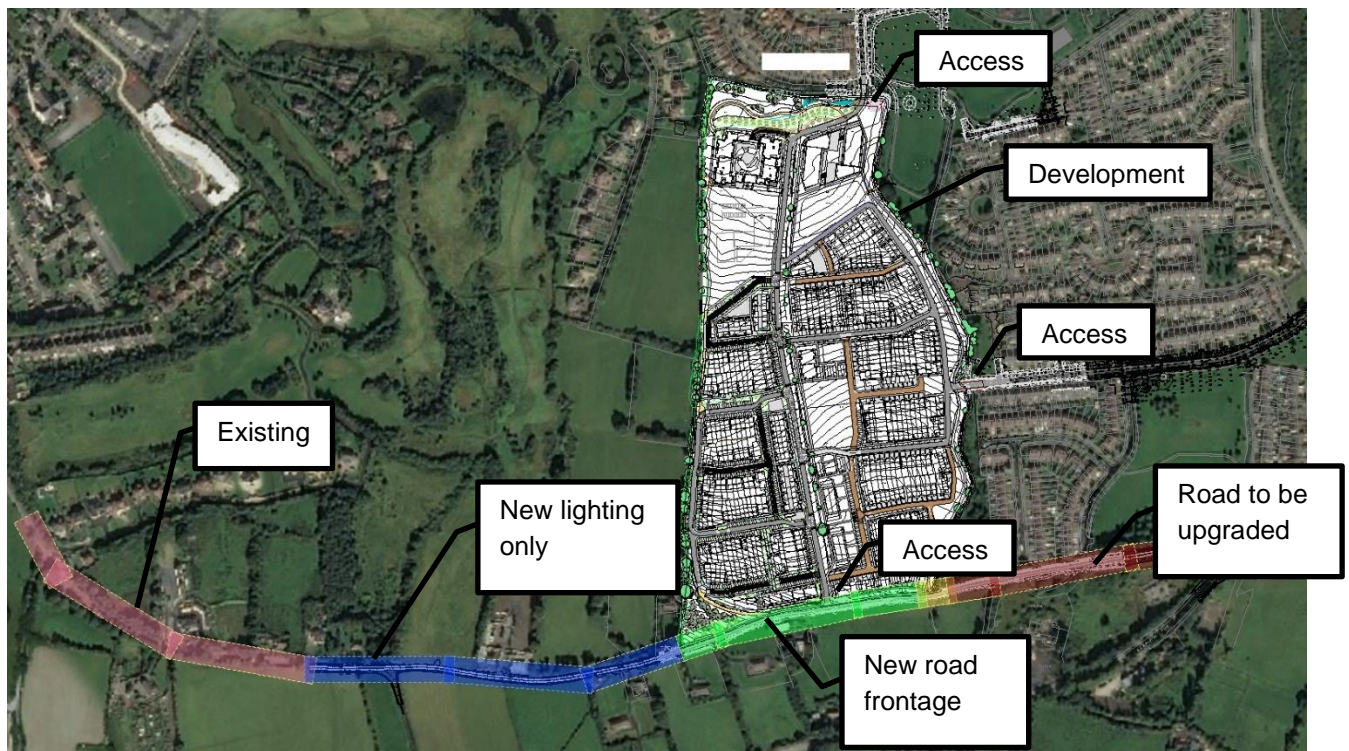 Access
Development
Access
Existing
New lighting
only
Road to be
upgraded
Access
New road
frontage